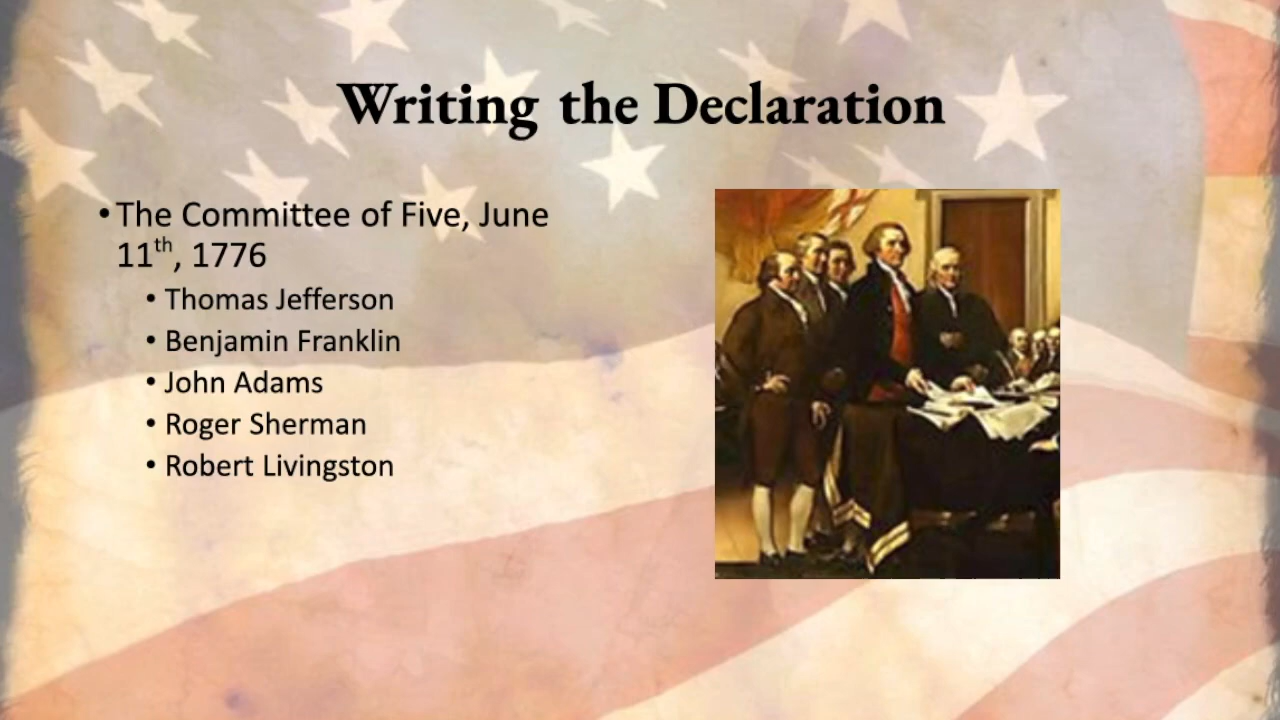 Writing the Declaration
• The Committee of Five, June
11th, 1776
• Thomas Jefferson
• Benjamin Franklin
• John Adams
• Roger Sherman
• Robert Livingston